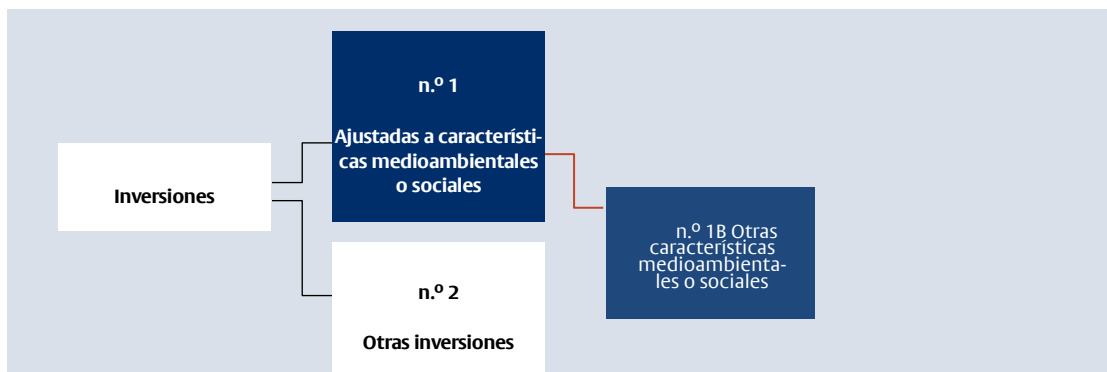 Inversiones
n.º 1
Ajustadas a característi-
cas medioambientales
o sociales
n.º 2
Otras inversiones
n.º 1B Otras
características
medioambienta-
les o sociales